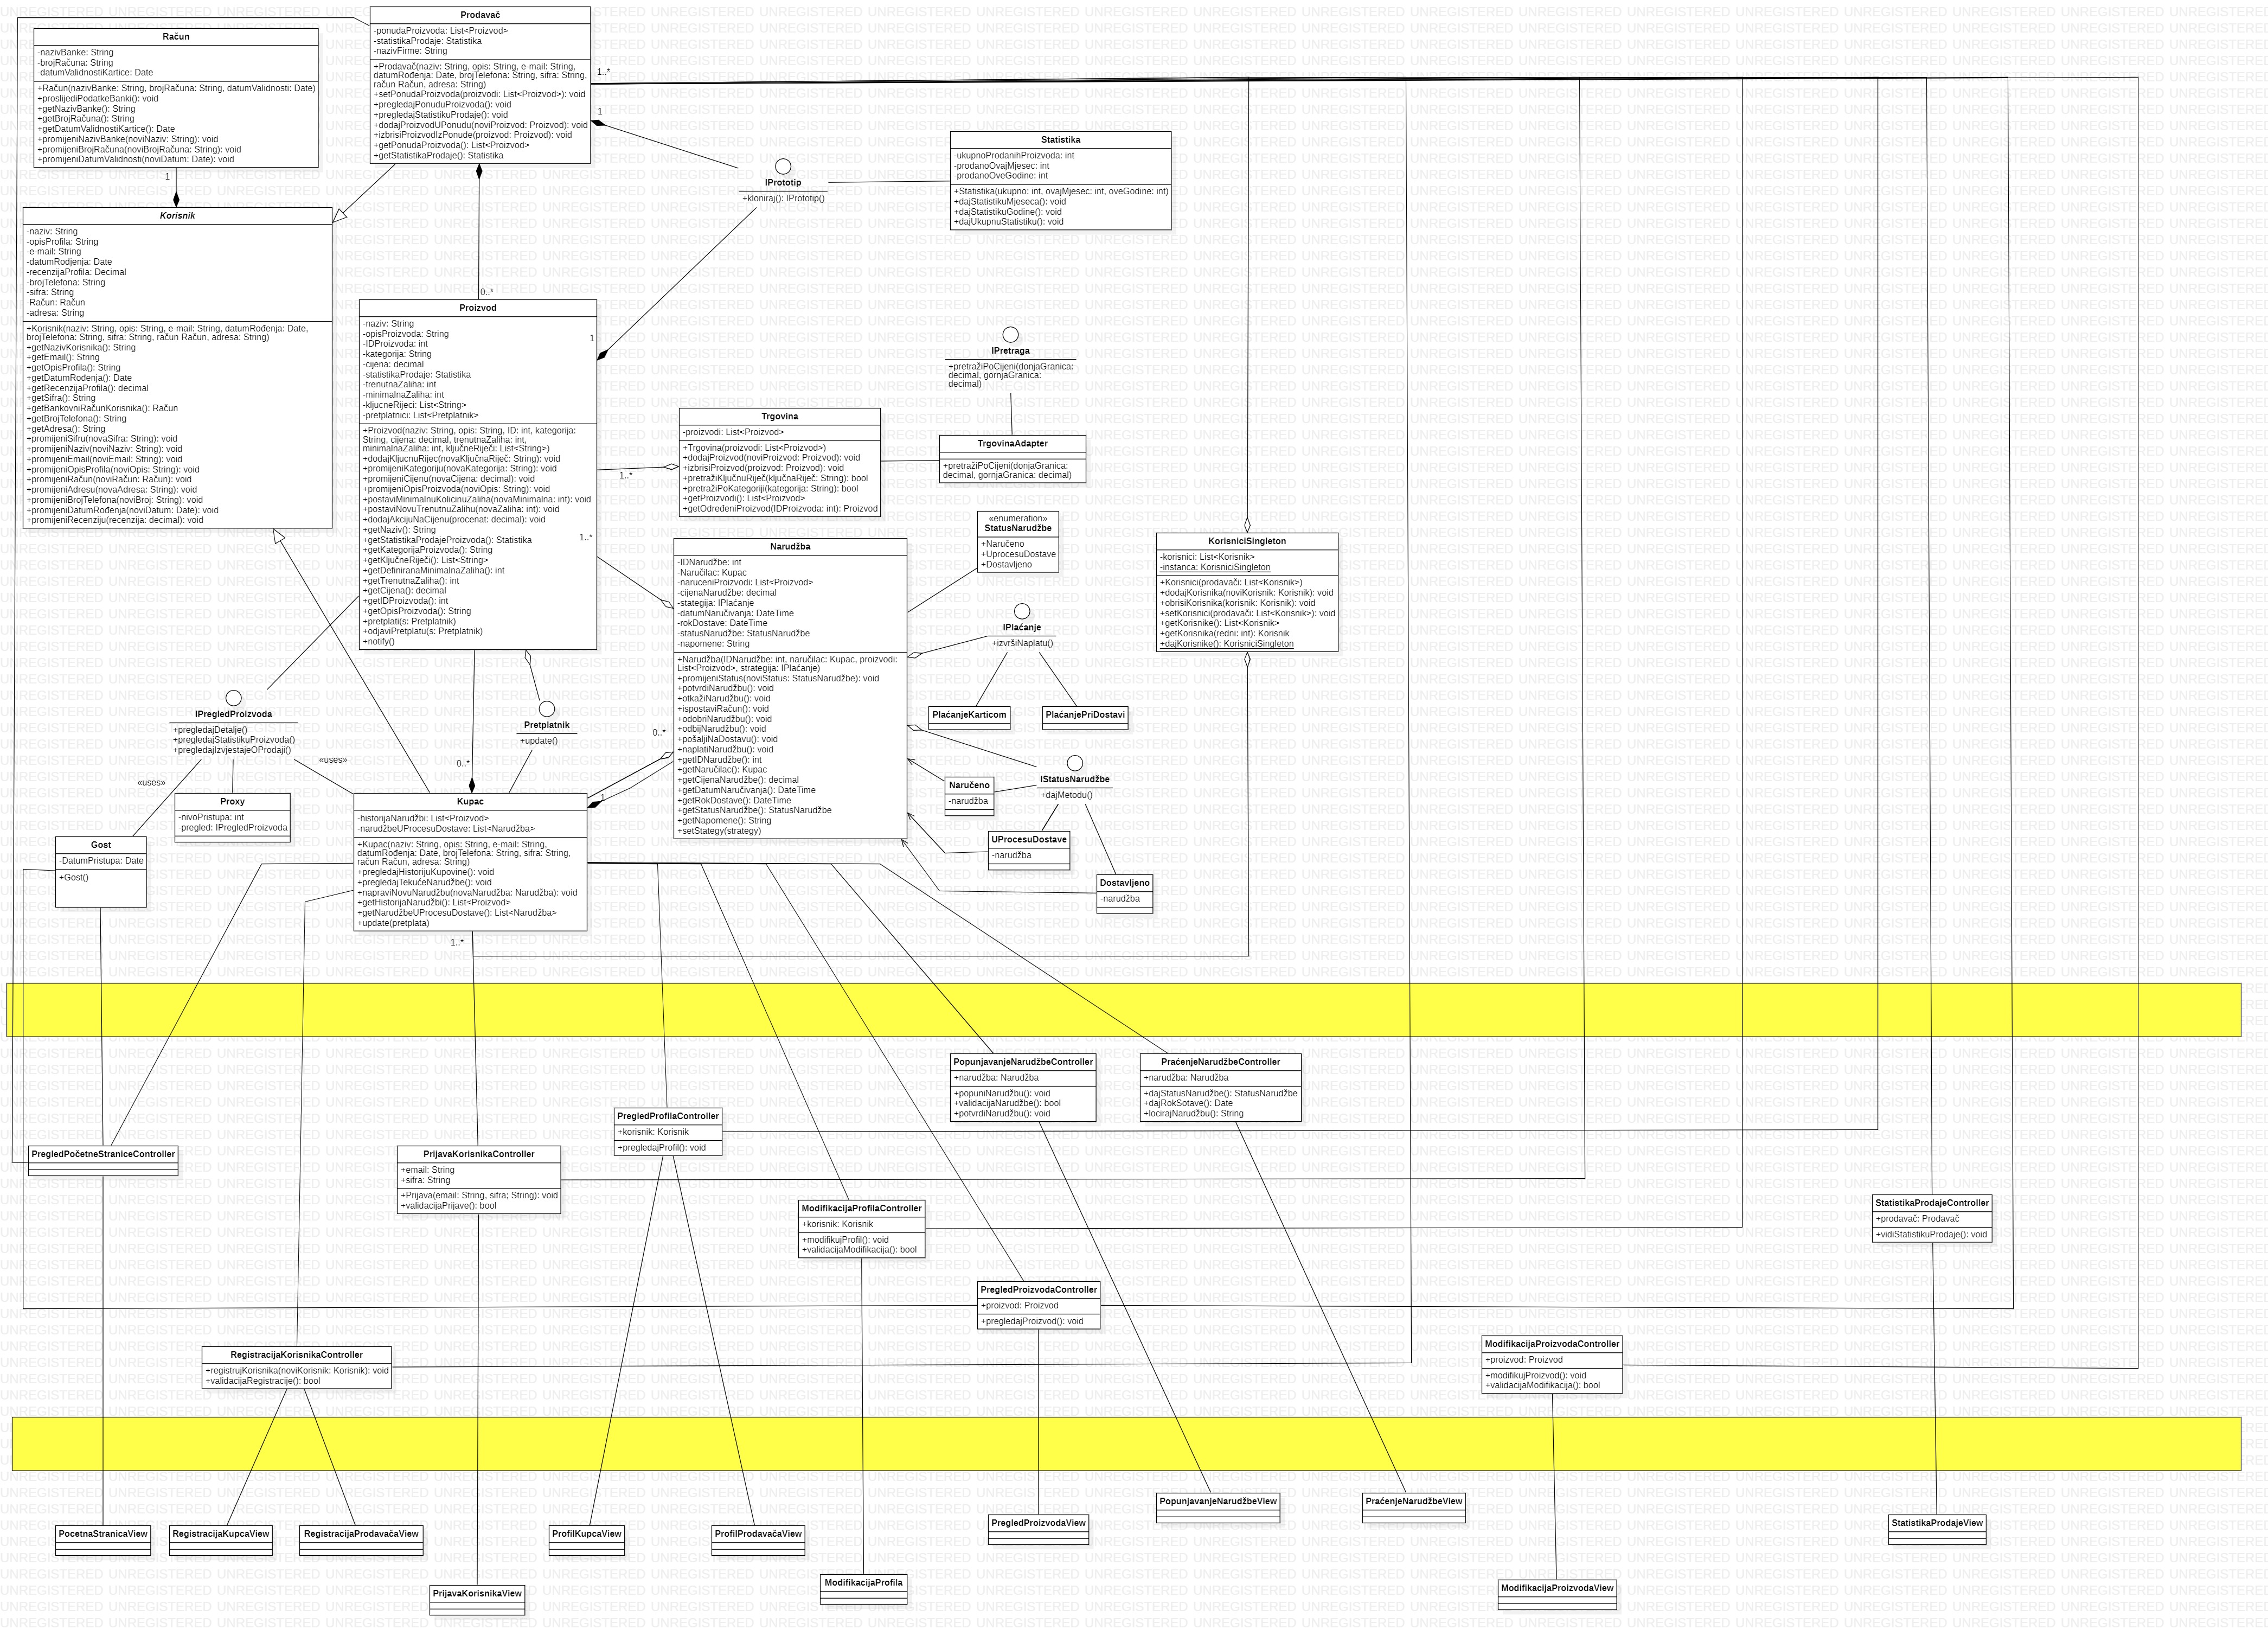 Prodavač
-ponudaProizvoda: List<Proizvod>
-statistikaProdaje: Statistika
-nazivFirme: String
+Prodavač(naziv: String, opis: String, e-mail: String,
datumRođenja: Date, brojTelefona: String, sifra: String,
račun Račun, adresa: String)
+setPonudaProizvoda(proizvodi: List<Proizvod>): void
+pregledajPonuduProizvoda(): void
+pregledajStatistikuProdaje(): void
+dodajProizvodUPonudu(noviProizvod: Proizvod): void
+izbrisiProizvodIzPonude(proizvod: Proizvod): void
+getPonudaProizvoda(): List<Proizvod>
+getStatistikaProdaje(): Statistika
1..*
1
Račun
-nazivBanke: String
-brojRačuna: String
-datumValidnostiKartice: Date
+Račun(nazivBanke: String, brojRačuna: String, datumValidnosti: Date)
+proslijediPodatkeBanki(): void
+getNazivBanke(): String
+getBrojRačuna(): String
+getDatumValidnostiKartice(): Date
+promijeniNazivBanke(noviNaziv: String): void
+promijeniBrojRačuna(noviBrojRačuna: String): void
+promijeniDatumValidnosti(noviDatum: Date): void
1
IPrototip
+kloniraj(): IPrototip()
Statistika
-ukupnoProdanihProizvoda: int
-prodanoOvajMjesec: int
-prodanoOveGodine: int
+Statistika(ukupno: int, ovajMjesec: int, oveGodine: int)
+dajStatistikuMjeseca(): void
+dajStatistikuGodine(): void
+dajUkupnuStatistiku(): void
Korisnik
-naziv: String
-opisProfila: String
-e-mail: String
-datumRodjenja: Date
-recenzijaProfila: Decimal
-brojTelefona: String
-sifra: String
-Račun: Račun
-adresa: String
+Korisnik(naziv: String, opis: String, e-mail: String, datumRođenja: Date,
brojTelefona: String, sifra: String, račun Račun, adresa: String)
+getNazivKorisnika(): String
+getEmail(): String
+getOpisProfila(): String
+getDatumRođenja(): Date
+getRecenzijaProfila(): decimal
+getSifra(): String
+getBankovniRačunKorisnika(): Račun
+getBrojTelefona(): String
+getAdresa(): String
+promijeniSifru(novaSifra: String): void
+promijeniNaziv(noviNaziv: String): void
+promijeniEmail(noviEmail: String): void
+promijeniOpisProfila(noviOpis: String): void
+promijeniRačun(noviRačun: Račun): void
+promijeniAdresu(novaAdresa: String): void
+promijeniBrojTelefona(noviBroj: String): void
+promijeniDatumRođenja(noviDatum: Date): void
+promijeniRecenziju(recenzija: decimal): void
0..*
Proizvod
-naziv: String
-opisProizvoda: String
-IDProizvoda: int
-kategorija: String
-cijena: decimal
-statistikaProdaje: Statistika
-trenutnaZaliha: int
-minimalnaZaliha: int
-kljucneRijeci: List<String>
-pretplatnici: List<Pretplatnik>
+Proizvod(naziv: String, opis: String, ID: int, kategorija:
String, cijena: decimal, trenutnaZaliha: int,
minimalnaZaliha: int, ključneRiječi: List<String>)
+dodajKljucnuRijec(novaKljučnaRiječ: String): void
+promijeniKategoriju(novaKategorija: String): void
+promijeniCijenu(novaCijena: decimal): void
+promijeniOpisProizvoda(noviOpis: String): void
+postaviMinimalnuKolicinuZaliha(novaMinimalna: int): void
+postaviNovuTrenutnuZalihu(novaZaliha: int): void
+dodajAkcijuNaCijenu(procenat: decimal): void
+getNaziv(): String
+getStatistikaProdajeProizvoda(): Statistika
+getKategorijaProizvoda(): String
+getKljučneRiječi(): List<String>
+getDefiniranaMinimalnaZaliha(): int
+getTrenutnaZaliha(): int
+getCijena(): decimal
+getIDProizvoda(): int
+getOpisProizvoda(): String
+pretplati(s: Pretplatnik)
+odjaviPretplatu(s: Pretplatnik)
+notify()
1
1..*
1..*
IPretraga
+pretražiPoCijeni(donjaGranica:
decimal, gornjaGranica:
decimal)
Trgovina
-proizvodi: List<Proizvod>
+Trgovina(proizvodi: List<Proizvod>)
+dodajProizvod(noviProizvod: Proizvod): void
+izbrisiProizvod(proizvod: Proizvod): void
+pretražiKljučnuRiječ(ključnaRiječ: String): bool
+pretražiPoKategoriji(kategorija: String): bool
+getProizvodi(): List<Proizvod>
+getOdređeniProizvod(IDProizvoda: int): Proizvod
TrgovinaAdapter
+pretražiPoCijeni(donjaGranica:
decimal, gornjaGranica: decimal)
«enumeration»
StatusNarudžbe
+Naručeno
+UprocesuDostave
+Dostavljeno
KorisniciSingleton
-korisnici: List<Korisnik>
-instanca: KorisniciSingleton
+Korisnici(prodavači: List<Korisnik>)
+dodajKorisnika(noviKorisnik: Korisnik): void
+obrisiKorisnika(korisnik: Korisnik): void
+setKorisnici(prodavači: List<Korisnik>): void
+getKorisnike(): List<Korisnik>
+getKorisnika(redni: int): Korisnik
+dajKorisnike(): KorisniciSingleton
Narudžba
-IDNarudžbe: int
-Naručilac: Kupac
-naruceniProizvodi: List<Proizvod>
-cijenaNarudžbe: decimal
-stategija: IPlaćanje
-datumNaručivanja: DateTime
-rokDostave: DateTime
-statusNarudžbe: StatusNarudžbe
-napomene: String
+Narudžba(IDNarudžbe: int, naručilac: Kupac, proizvodi:
List<Proizvod>, strategija: IPlaćanje)
+promijeniStatus(noviStatus: StatusNarudžbe): void
+potvrdiNarudžbu(): void
+otkažiNarudžbu(): void
+ispostaviRačun(): void
+odobriNarudžbu(): void
+odbijNarudžbu(): void
+pošaljiNaDostavu(): void
+naplatiNarudžbu(): void
+getIDNarudžbe(): int
+getNaručilac(): Kupac
+getCijenaNarudžbe(): decimal
+getDatumNaručivanja(): DateTime
+getRokDostave(): DateTime
+getStatusNarudžbe(): StatusNarudžbe
+getNapomene(): String
+setStategy(strategy)
IPlaćanje
+izvršiNaplatu()
PlaćanjeKarticom
PlaćanjePriDostavi
IStatusNarudžbe
+dajMetodu()
Naručeno
-narudžba
UProcesuDostave
-narudžba
Dostavljeno
-narudžba
IPregledProizvoda
+pregledajDetalje()
+pregledajStatistikuProizvoda()
+pregledajIzvjestajeOProdaji()
«uses»
«uses»
Pretplatnik
+update()
0..*
0..*
1
Proxy
-nivoPristupa: int
-pregled: IPregledProizvoda
Gost
-DatumPristupa: Date
+Gost()
Kupac
-historijaNarudžbi: List<Proizvod>
-narudžbeUProcesuDostave: List<Narudžba>
+Kupac(naziv: String, opis: String, e-mail: String,
datumRođenja: Date, brojTelefona: String, sifra: String,
račun Račun, adresa: String)
+pregledajHistorijuKupovine(): void
+pregledajTekućeNarudžbe(): void
+napraviNovuNarudžbu(novaNarudžba: Narudžba): void
+getHistorijaNarudžbi(): List<Proizvod>
+getNarudžbeUProcesuDostave(): List<Narudžba>
+update(pretplata)
1..*
PopunjavanjeNarudžbeController
+narudžba: Narudžba
+popuniNarudžbu(): void
+validacijaNarudžbe(): bool
+potvrdiNarudžbu(): void
PraćenjeNarudžbeController
+narudžba: Narudžba
+dajStatusNarudžbe(): StatusNarudžbe
+dajRokSotave(): Date
+locirajNarudžbu(): String
PregledProfilaController
+korisnik: Korisnik
+pregledajProfil(): void
PregledPočetneStraniceController
PrijavaKorisnikaController
+email: String
+sifra: String
+Prijava(email: String, sifra; String): void
+validacijaPrijave(): bool
ModifikacijaProfilaController
+korisnik: Korisnik
+modifikujProfil(): void
+validacijaModifikacija(): bool
StatistikaProdajeController
+prodavač: Prodavač
+vidiStatistikuProdaje(): void
PregledProizvodaController
+proizvod: Proizvod
+pregledajProizvod(): void
RegistracijaKorisnikaController
+registrujKorisnika(noviKorisnik: Korisnik): void
+validacijaRegistracije(): bool
ModifikacijaProizvodaController
+proizvod: Proizvod
+modifikujProizvod(): void
+validacijaModifikacija(): bool
PocetnaStranicaView
RegistracijaKupcaView
RegistracijaProdavačaView
ProfilKupcaView
ProfilProdavačaView
PregledProizvodaView
PopunjavanjeNarudžbeView
PraćenjeNarudžbeView
StatistikaProdajeView
PrijavaKorisnikaView
ModifikacijaProfila
ModifikacijaProizvodaView